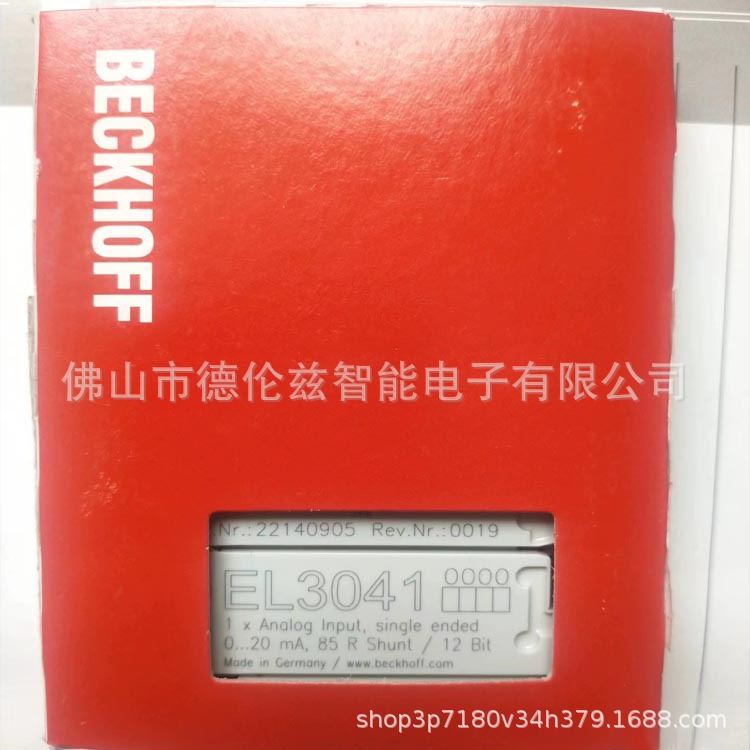 BECKHOFF
佛山市德伦兹智能电子有限公司
.Nr.:22140905 Rev.Nr.:0019
EL3041 0000
1 x Analog Input, single ended
0...20 mA, 85 R Shunt / 12 Bit
Made in Germany / www.beckhoff.com
shop3p7180v34h379.1688.com